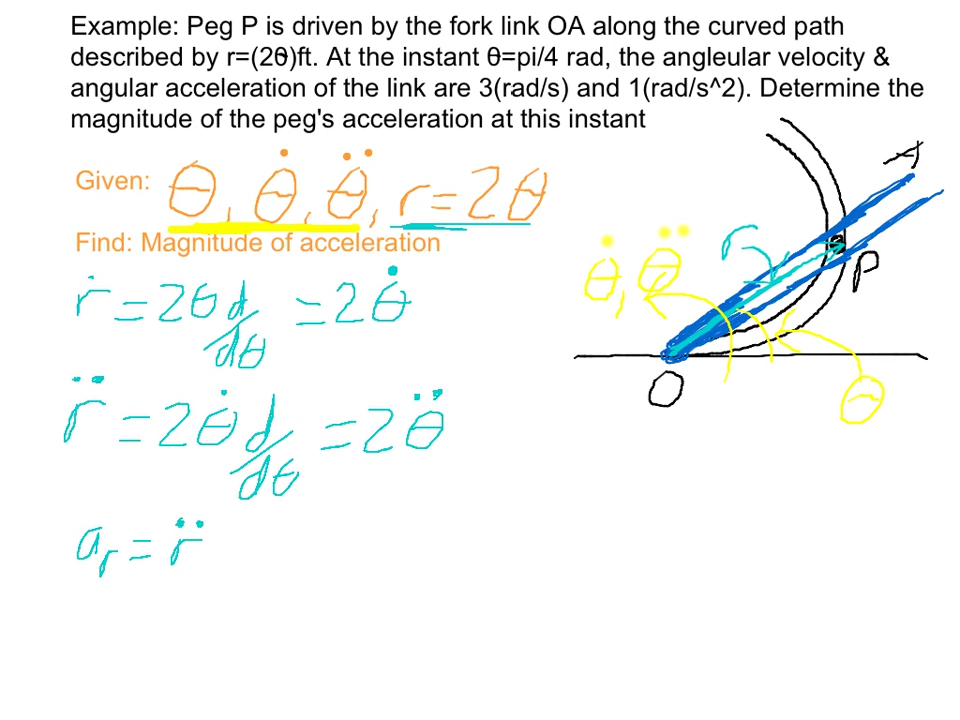 Example: Peg P is driven by the fork link OA along the curved path
described by r=(2θ)ft. At the instant θ=pi/4 rad, the angleular velocity &
angular acceleration of the link are 3(rad/s) and 1(rad/s^2). Determine the
magnitude of the peg's acceleration at this instant
Given: θ, θ̇, θ̈, r=2θ
Find: Magnitude of acceleration
ṙ = 2θ d/dθ = 2θ̇
r̈ = 2θ̇ d/dθ = 2θ̈
aᵣ = r̈
A
r
θ̇, θ̈
P
O
θ